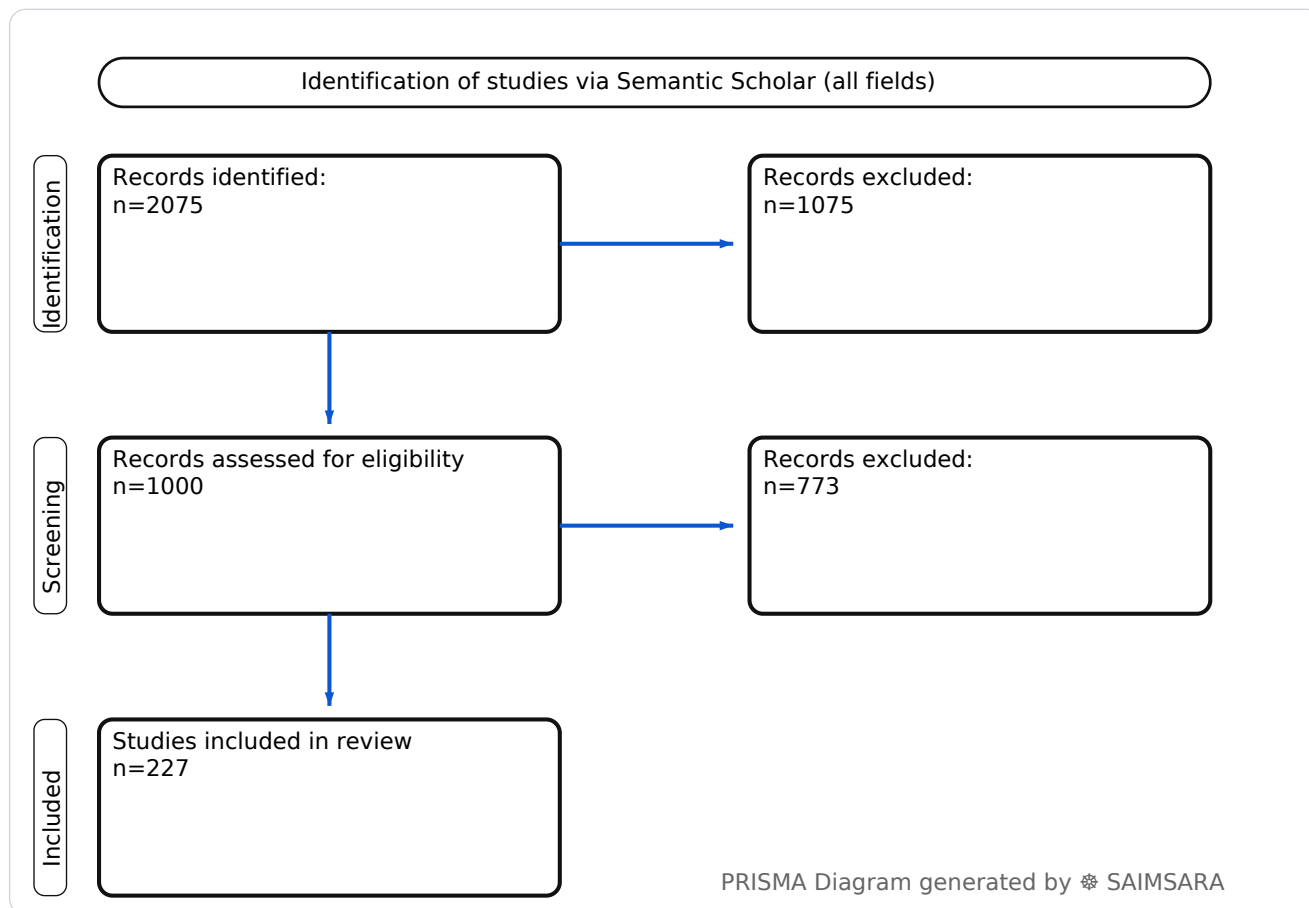 Identification of studies via Semantic Scholar (all fields)
Identification
Records identified:
n=2075
Records excluded:
n=1075
Screening
Records assessed for eligibility
n=1000
Records excluded:
n=773
Included
Studies included in review
n=227
PRISMA Diagram generated by ☸ SAIMSARA